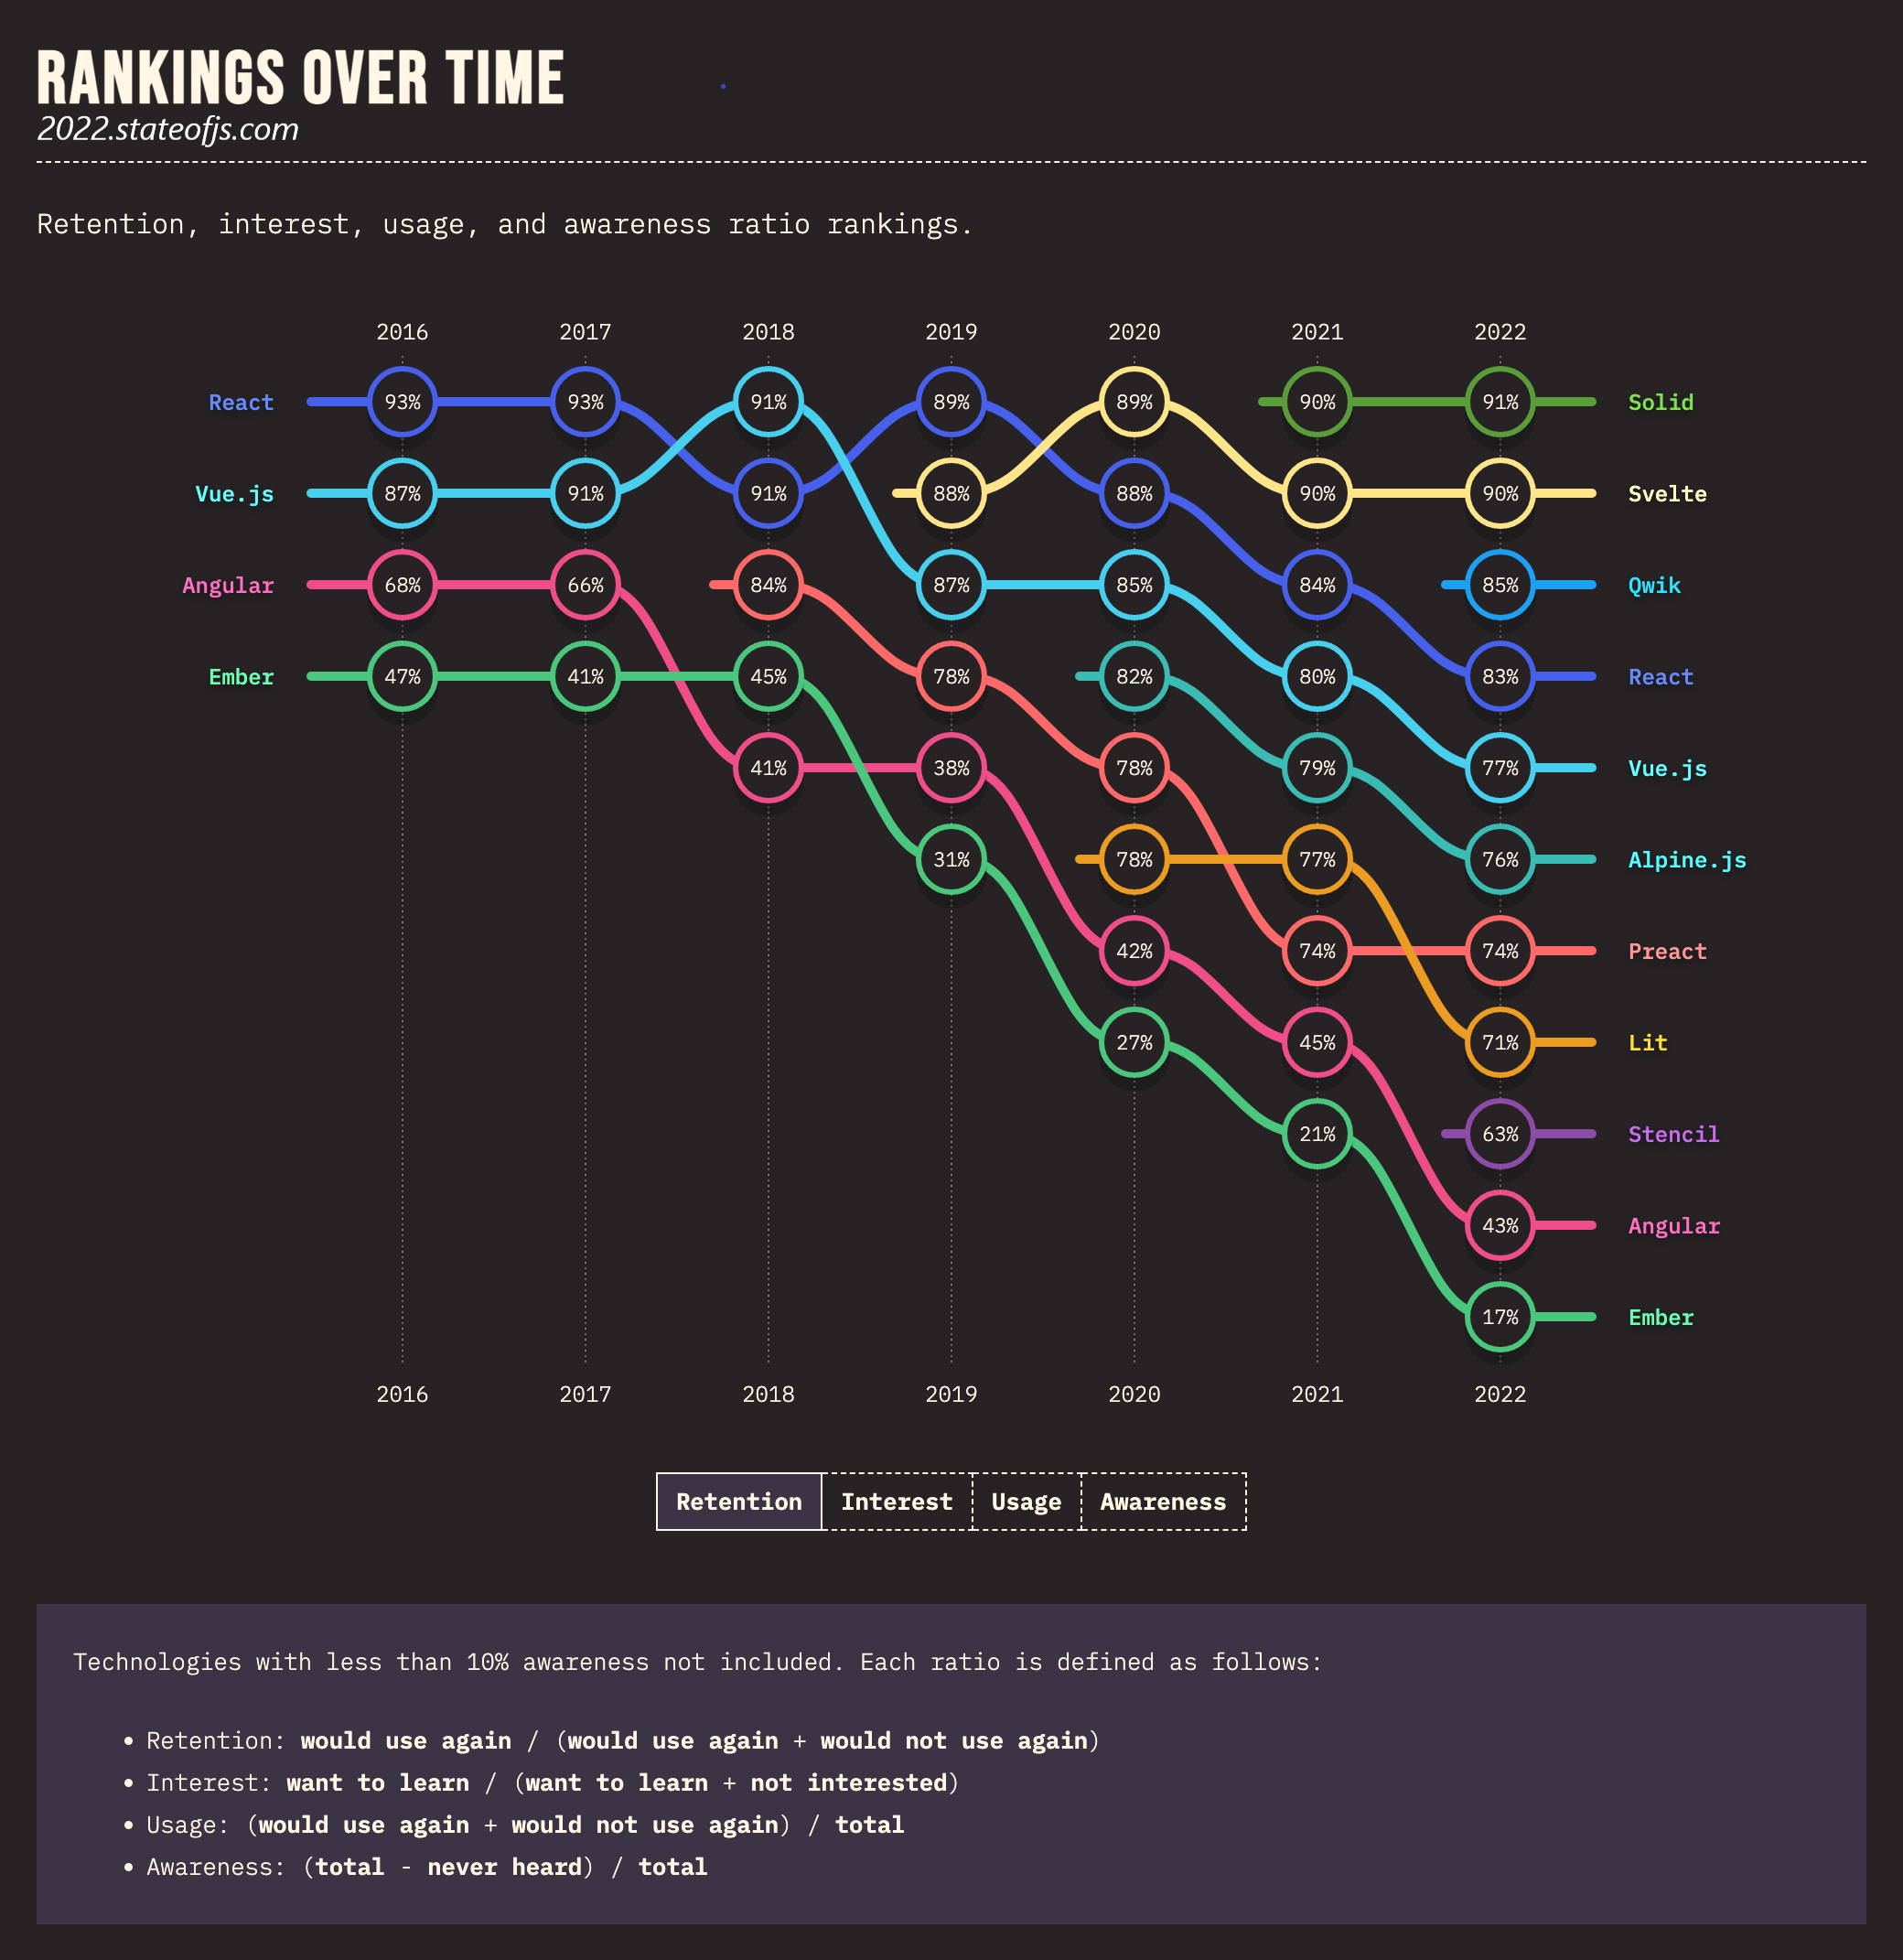 RANKINGS OVER TIME
2022.stateofjs.com
Retention, interest, usage, and awareness ratio rankings.
2016 2017 2018 2019 2020 2021 2022
React 93% 93% 91% 89% 89% 90% 91% Solid
Vue.js 87% 91% 91% 88% 88% 90% 90% Svelte
Angular 68% 66% 84% 87% 85% 84% 85% Qwik
Ember 47% 41% 45% 78% 82% 80% 83% React
41% 38% 78% 79% 77% Vue.js
31% 78% 77% 76% Alpine.js
42% 74% 74% Preact
27% 45% 71% Lit
21% 63% Stencil
43% Angular
17% Ember
2016 2017 2018 2019 2020 2021 2022
Retention Interest Usage Awareness
Technologies with less than 10% awareness not included. Each ratio is defined as follows:
• Retention: would use again / (would use again + would not use again)
• Interest: want to learn / (want to learn + not interested)
• Usage: (would use again + would not use again) / total
• Awareness: (total - never heard) / total